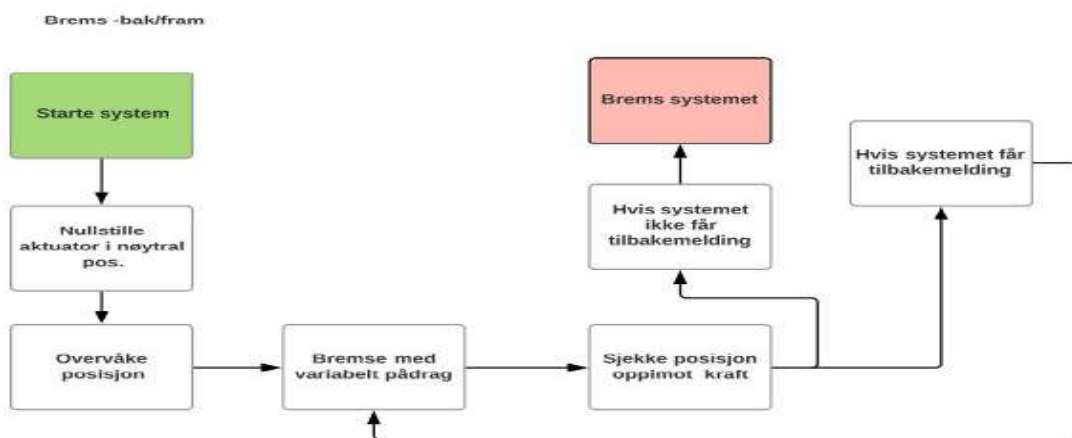 Brems -bak/fram
Starte system
Nullstille
aktuator i nøytral
pos.
Overvåke
posisjon
Bremse med
variabelt pådrag
Sjekke posisjon
oppimot kraft
Hvis systemet
ikke får
tilbakemelding
Brems systemet
Hvis systemet får
tilbakemelding